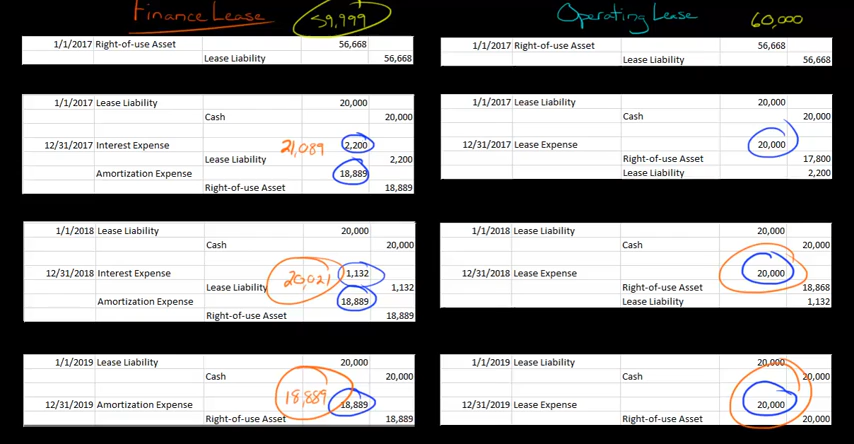 Finance Lease 59,999
1/1/2017 Right-of-use Asset 56,668
Lease Liability 56,668
1/1/2017 Lease Liability 20,000
Cash 20,000
12/31/2017 Interest Expense 21,089 2,200
Lease Liability 2,200
Amortization Expense 18,889
Right-of-use Asset 18,889
1/1/2018 Lease Liability 20,000
Cash 20,000
12/31/2018 Interest Expense 20,021 1,132
Lease Liability 1,132
Amortization Expense 18,889
Right-of-use Asset 18,889
1/1/2019 Lease Liability 20,000
Cash 20,000
12/31/2019 Amortization Expense 18,889 18,889
Right-of-use Asset 18,889
Operating Lease 60,000
1/1/2017 Right-of-use Asset 56,668
Lease Liability 56,668
1/1/2017 Lease Liability 20,000
Cash 20,000
12/31/2017 Lease Expense 20,000
Right-of-use Asset 17,800
Lease Liability 2,200
1/1/2018 Lease Liability 20,000
Cash 20,000
12/31/2018 Lease Expense 20,000
Right-of-use Asset 18,868
Lease Liability 1,132
1/1/2019 Lease Liability 20,000
Cash 20,000
12/31/2019 Lease Expense 20,000
Right-of-use Asset 20,000